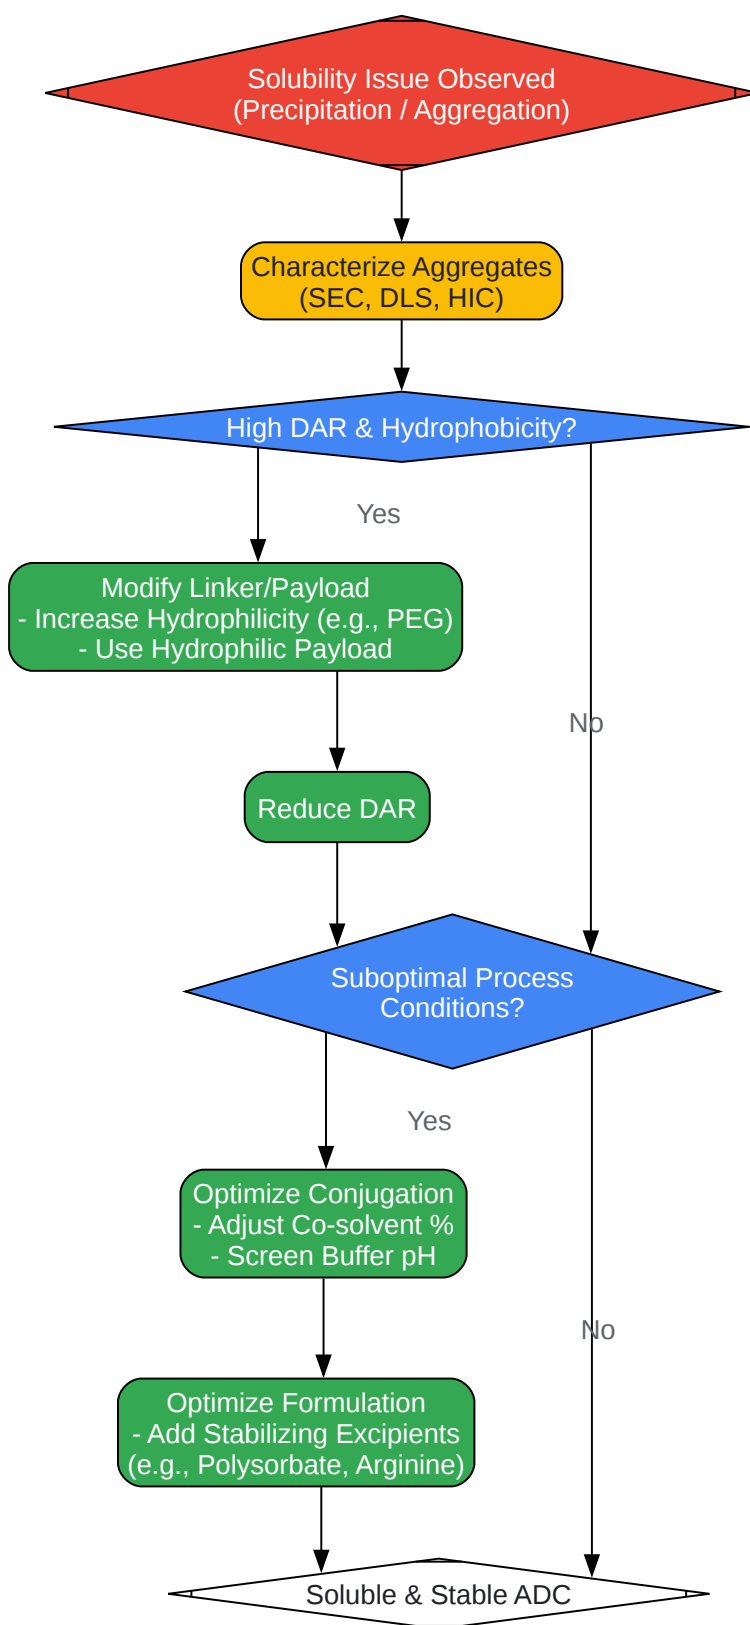 Solubility Issue Observed
(Precipitation / Aggregation)
Characterize Aggregates
(SEC, DLS, HIC)
High DAR & Hydrophobicity?
Yes
Modify Linker/Payload
- Increase Hydrophilicity (e.g., PEG)
- Use Hydrophilic Payload
No
Reduce DAR
Suboptimal Process
Conditions?
Yes
Optimize Conjugation
- Adjust Co-solvent %
- Screen Buffer pH
No
Optimize Formulation
- Add Stabilizing Excipients
(e.g., Polysorbate, Arginine)
Soluble & Stable ADC